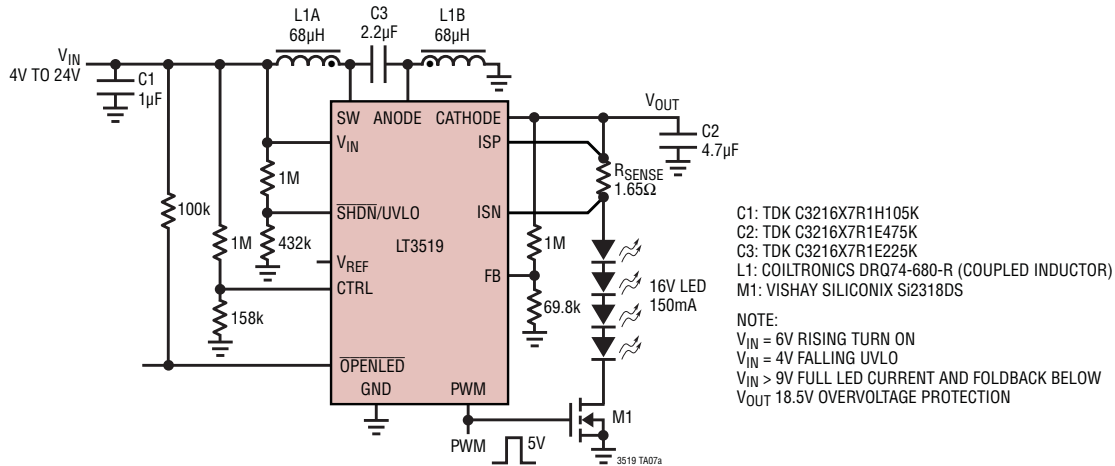 L1A
68µH
C3
2.2µF
L1B
68µH
VIN
4V TO 24V
C1
1µF
SW
ANODE
CATHODE
VOUT
C2
4.7µF
VIN
ISP
RSENSE
1.65Ω
1M
100k
SHDN/UVLO
ISN
1M
432k
LT3519
1M
VREF
CTRL
FB
16V LED
150mA
158k
69.8k
OPENLED
GND
PWM
M1
PWM
5V
3519 TA07a
C1: TDK C3216X7R1H105K
C2: TDK C3216X7R1E475K
C3: TDK C3216X7R1E225K
L1: COILTRONICS DRQ74-680-R (COUPLED INDUCTOR)
M1: VISHAY SILICONIX Si2318DS
NOTE:
VIN = 6V RISING TURN ON
VIN = 4V FALLING UVLO
VIN > 9V FULL LED CURRENT AND FOLDBACK BELOW
VOUT 18.5V OVERVOLTAGE PROTECTION